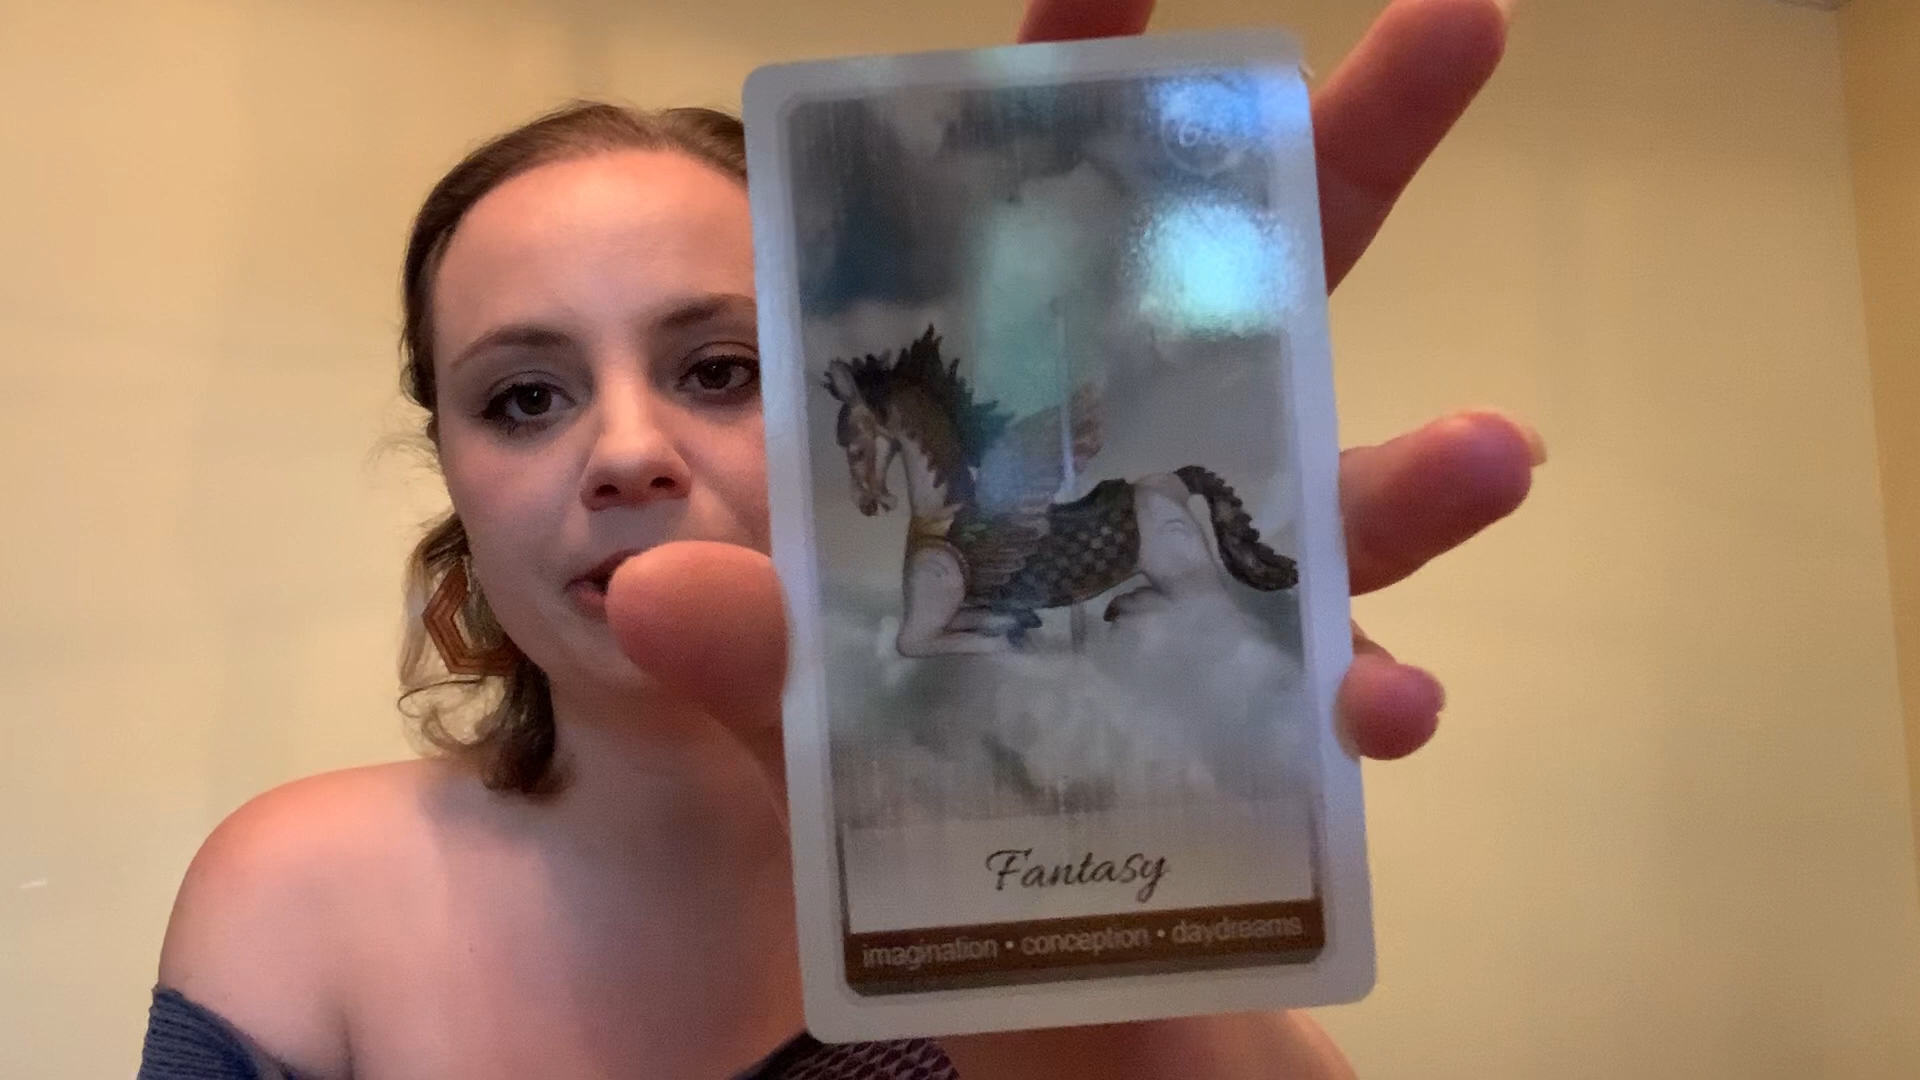 Fantasy
imagination • conception • daydreams